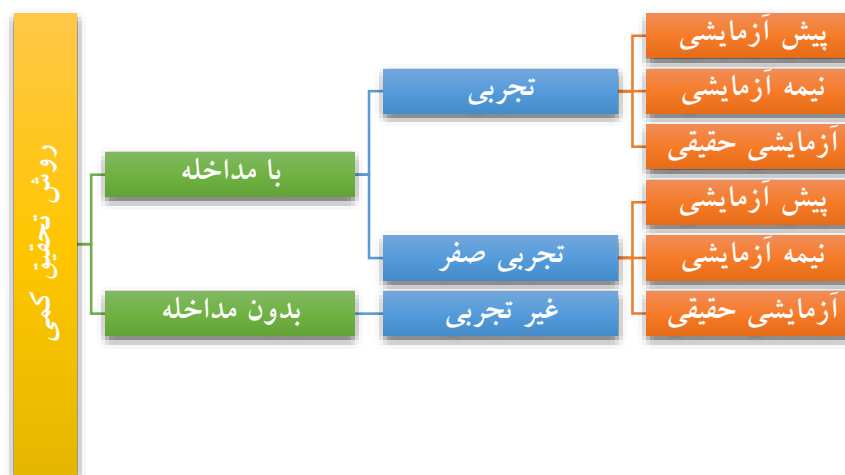 روش تحقیق کمی
با مداخله
بدون مداخله
تجربی
تجربی صفر
غیر تجربی
پیش آزمایشی
نیمه آزمایشی
آزمایشی حقیقی
پیش آزمایشی
نیمه آزمایشی
آزمایشی حقیقی